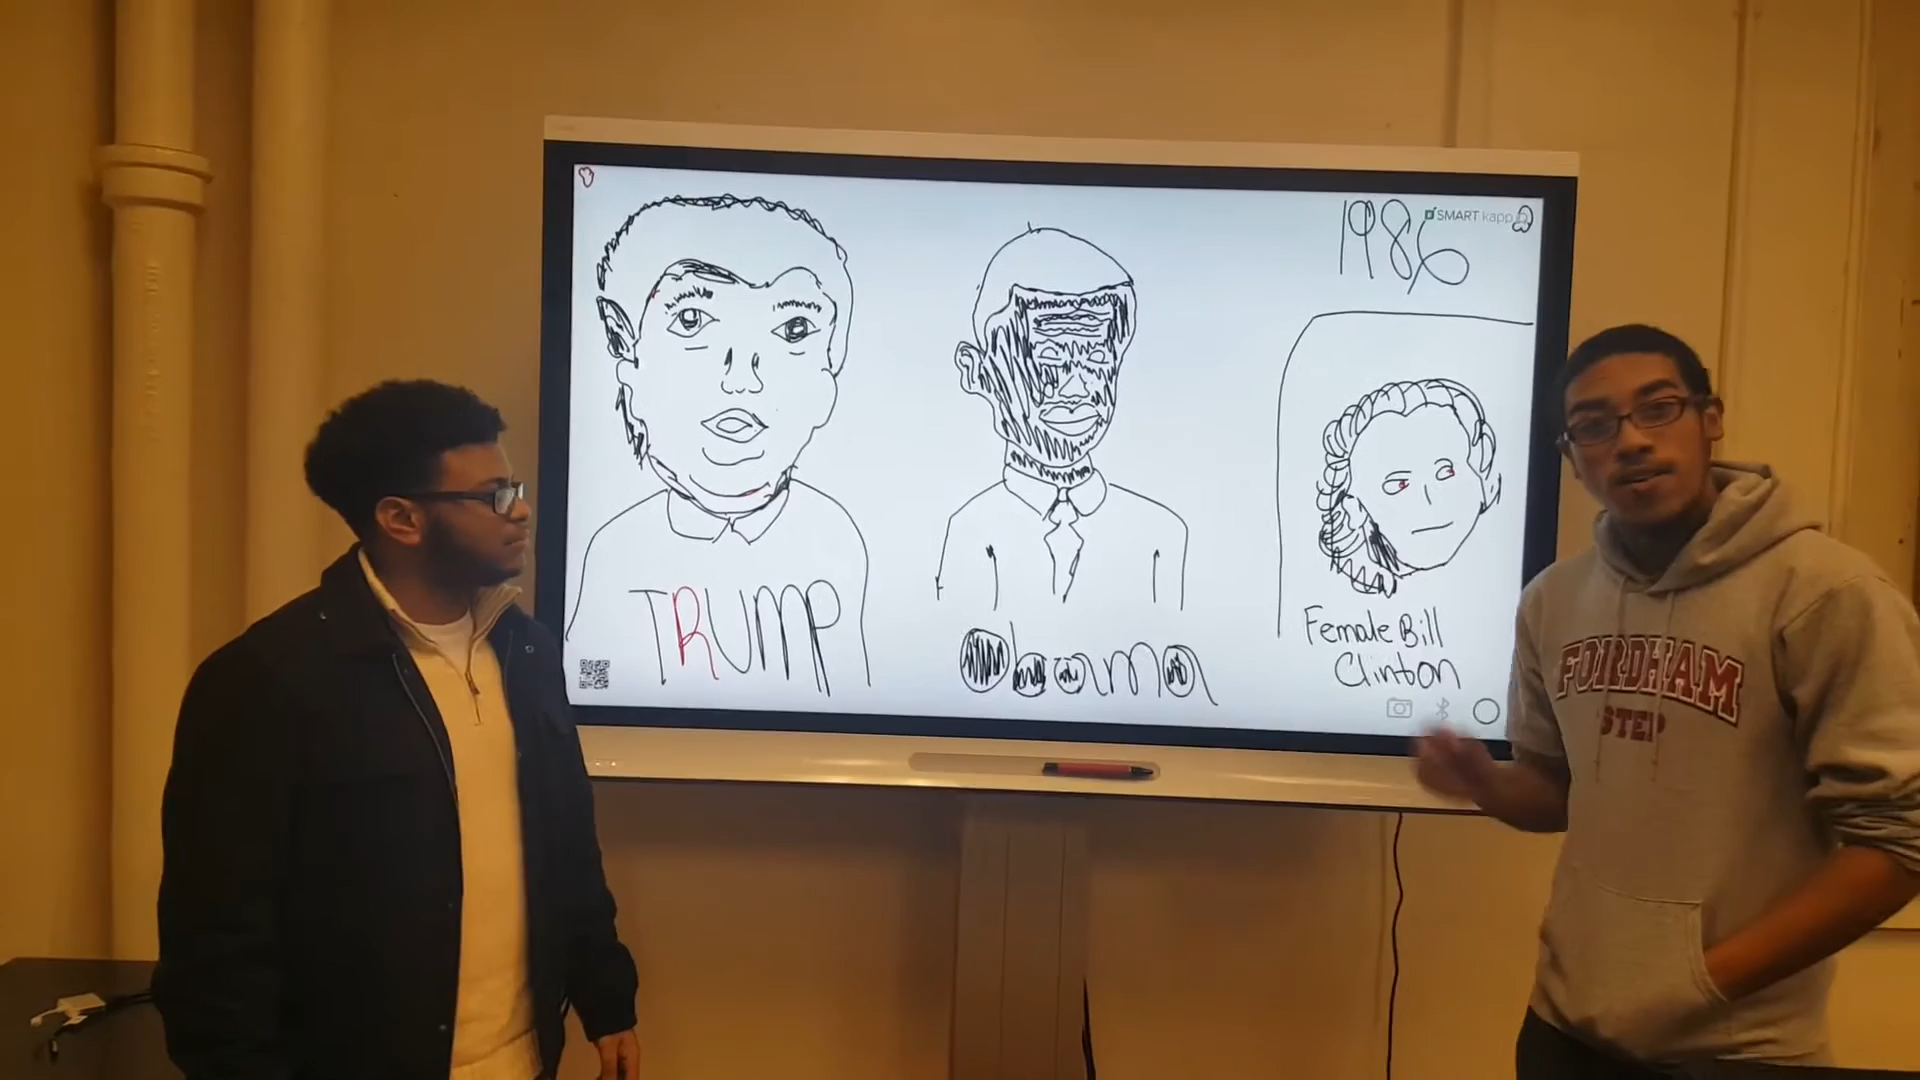 1986
SMART kapp
TRUMP
Obama
Female Bill
Clinton
FORDHAM
STEP